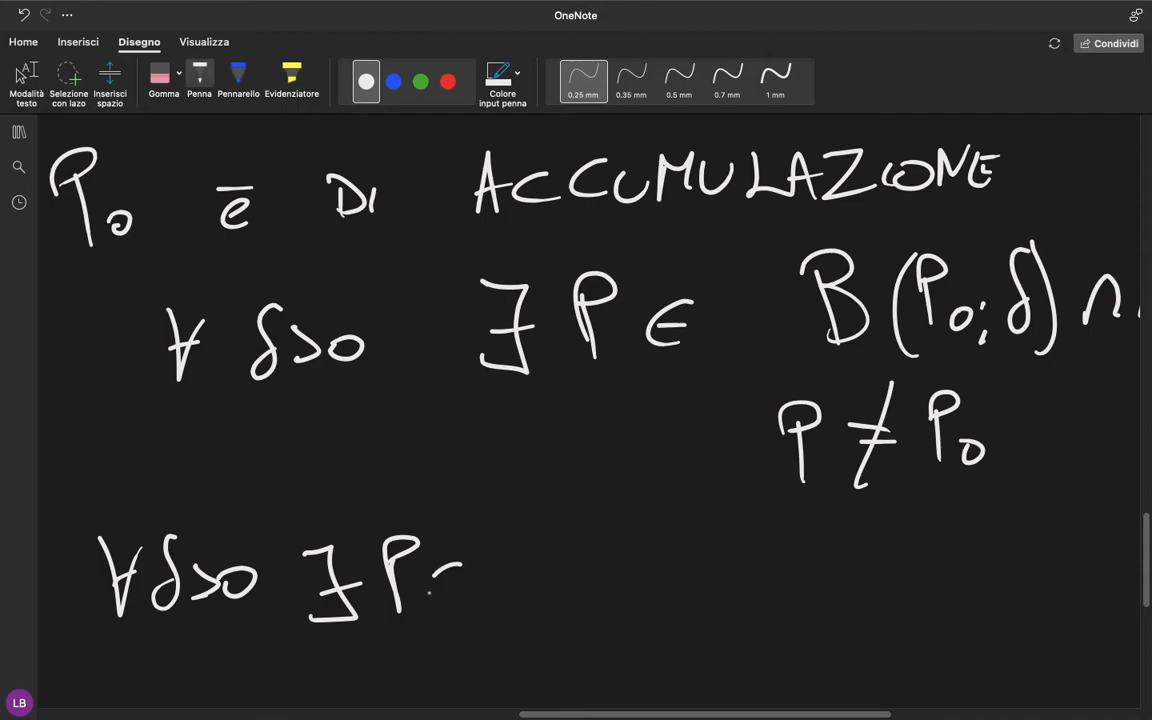 OneNote
Home Inserisci Disegno Visualizza
Condividi
Modalità testo
Selezione con lazo
Inserisci spazio
Gomma
Penna
Pennarello
Evidenziatore
Colore input penna
0.25 mm 0.35 mm 0.5 mm 0.7 mm 1 mm
P₀ è DI ACCUMULAZIONE
∀ δ>0 ∃ P ∈ B(P₀; δ) ∩
P ≠ P₀
∀δ>0 ∃ P
LB